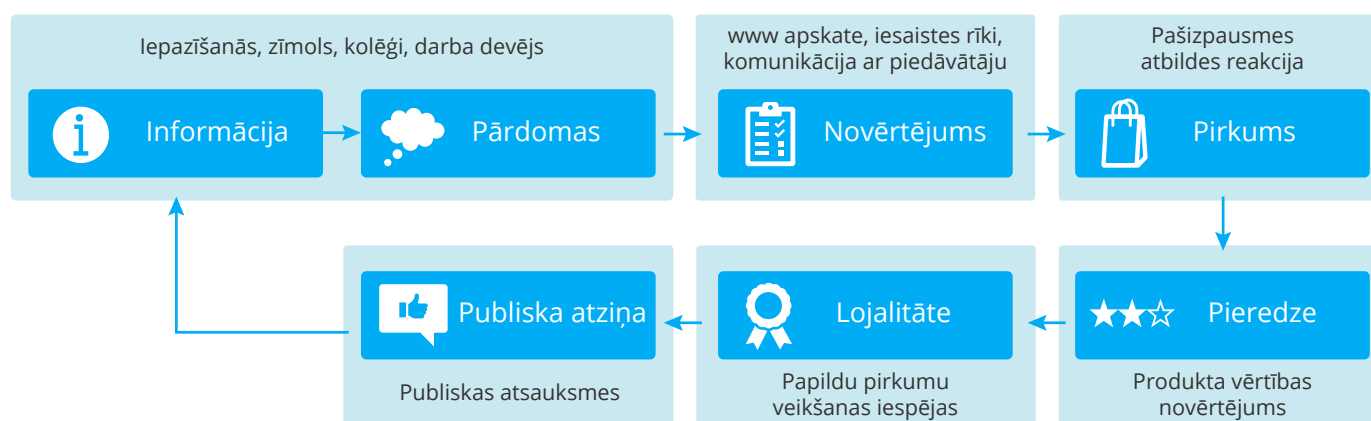 Iepazīšanās, zīmols, kolēģi, darba devējs
Informācija
Pārdomas
www apskate, iesaistes rīki,
komunikācija ar piedāvātāju
Novērtējums
Pašizpausmes
atbildes reakcija
Pirkums
Pieredze
Produkta vērtības
novērtējums
Lojalitāte
Papildu pirkumu
veikšanas iespējas
Publiska atziņa
Publiskas atsauksmes